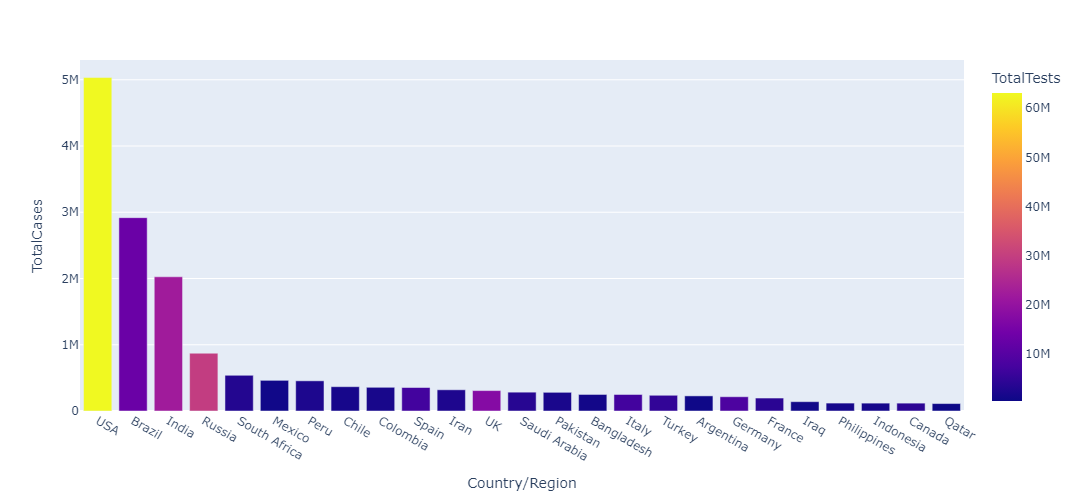 TotalTests
60M
50M
40M
30M
20M
10M
TotalCases
5M
4M
3M
2M
1M
0
USA
Brazil
India
Russia
South Africa
Mexico
Peru
Chile
Colombia
Spain
Iran
UK
Saudi Arabia
Pakistan
Bangladesh
Italy
Turkey
Argentina
Germany
France
Iraq
Philippines
Indonesia
Canada
Qatar
Country/Region